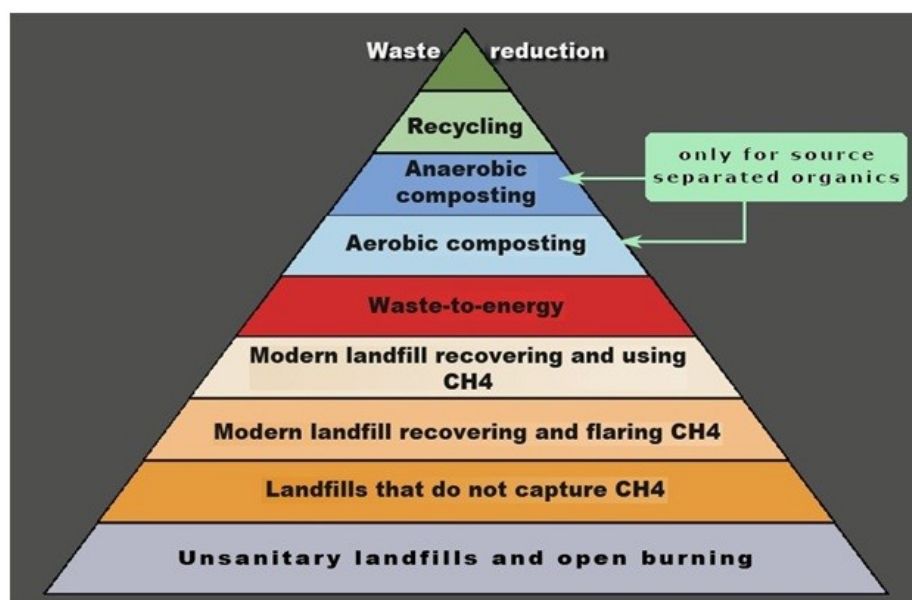 Waste reduction
Recycling
Anaerobic
composting
only for source
separated organics
Aerobic composting
Waste-to-energy
Modern landfill recovering and using
CH4
Modern landfill recovering and flaring CH4
Landfills that do not capture CH4
Unsanitary landfills and open burning